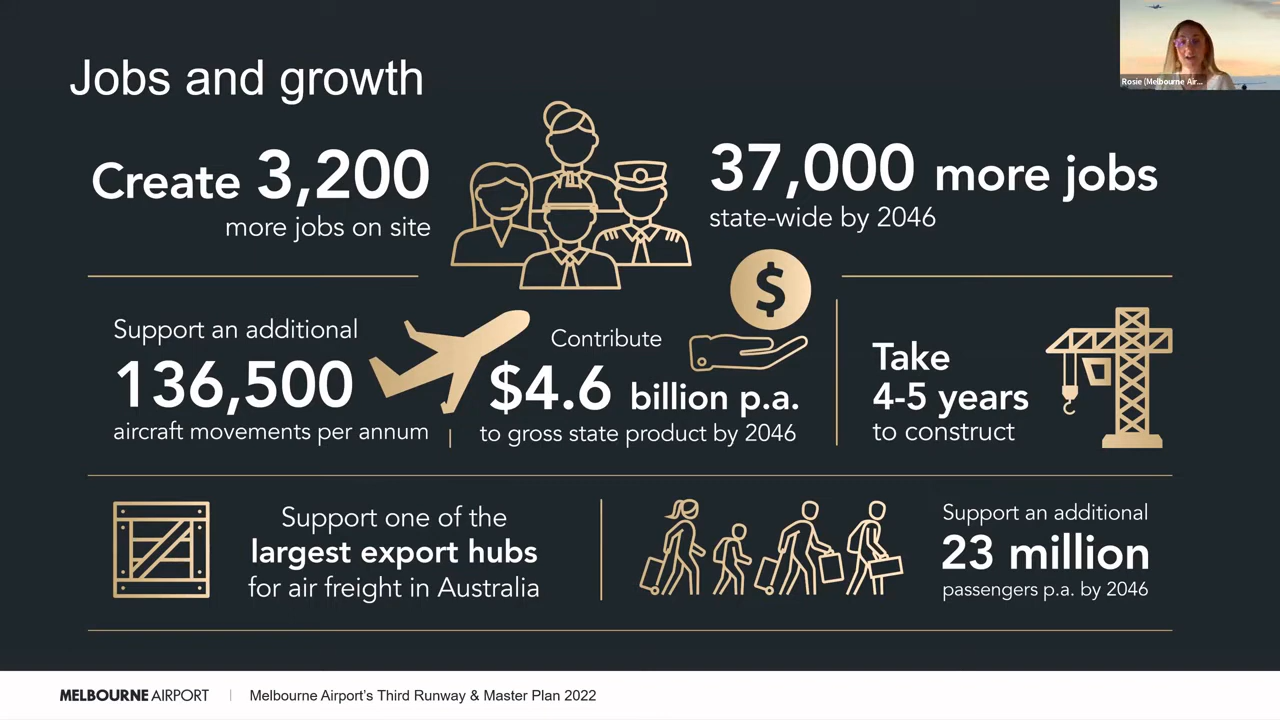 Jobs and growth
Rosie (Melbourne Air...
Create 3,200
more jobs on site
37,000 more jobs
state-wide by 2046
$
Support an additional
136,500
aircraft movements per annum
Contribute
$4.6 billion p.a.
to gross state product by 2046
Take
4-5 years
to construct
Support one of the
largest export hubs
for air freight in Australia
Support an additional
23 million
passengers p.a. by 2046
MELBOURNE AIRPORT | Melbourne Airport's Third Runway & Master Plan 2022